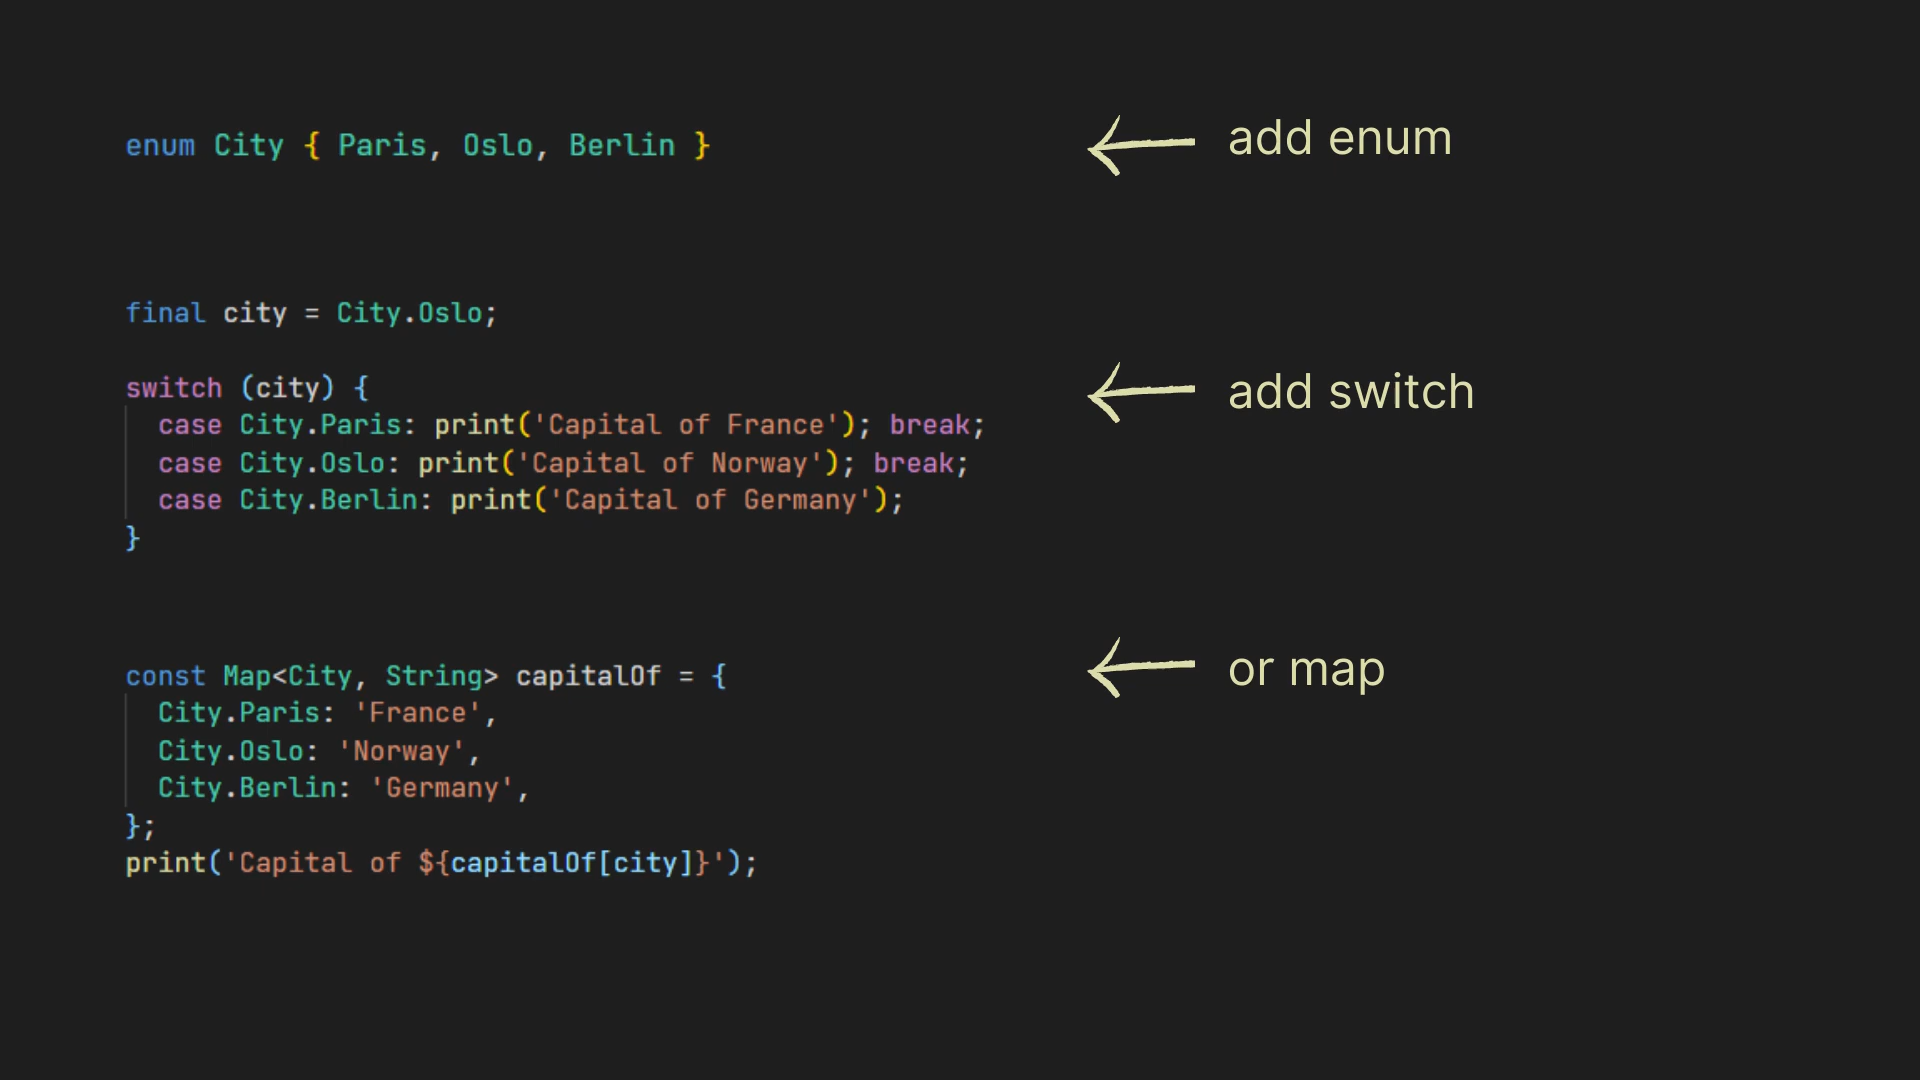 enum City { Paris, Oslo, Berlin }
add enum
final city = City.Oslo;
switch (city) {
add switch
case City.Paris: print('Capital of France'); break;
case City.Oslo: print('Capital of Norway'); break;
case City.Berlin: print('Capital of Germany');
}
const Map<City, String> capitalOf = {
or map
City.Paris: 'France',
City.Oslo: 'Norway',
City.Berlin: 'Germany',
};
print('Capital of ${capitalOf[city]}');